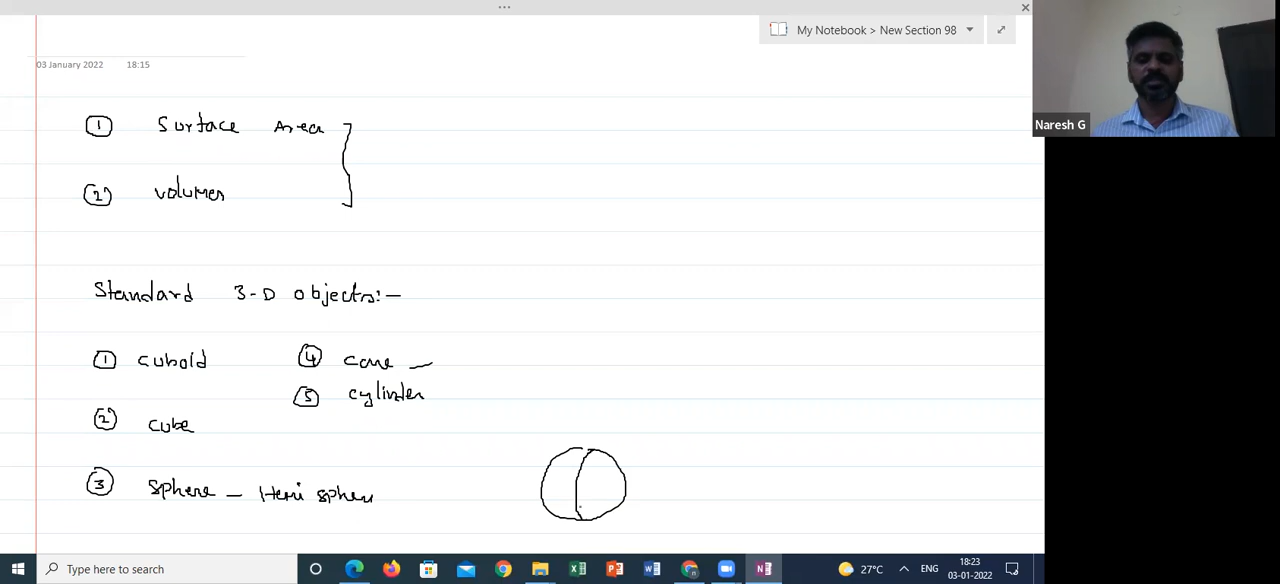 My Notebook > New Section 98
03 January 2022 18:15
Naresh G
① Surface Area
② Volumes
Standard 3-D objects:-
① Cuboid
④ Cone -
⑤ cylinder
② cube
③ Sphere - Hemi sphere
Type here to search
27°C
ENG
18:23
03-01-2022